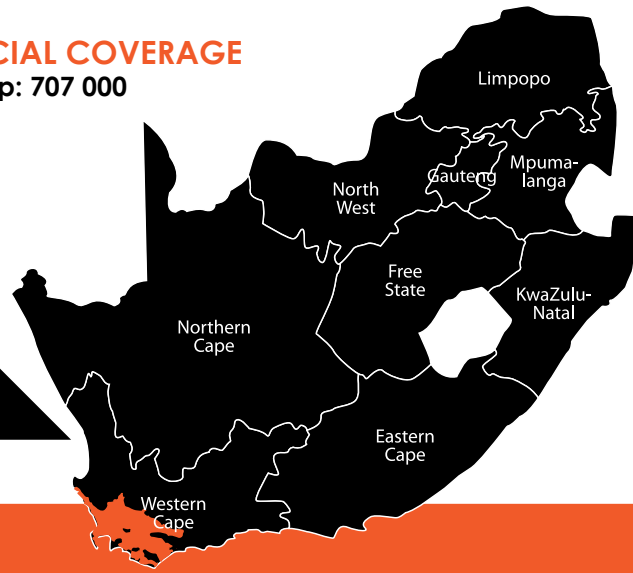 CIAL COVERAGE
p: 707 000
Limpopo
Mpuma-
langa
Gauteng
North
West
Free
State
KwaZulu-
Natal
Northern
Cape
Eastern
Cape
Western
Cape